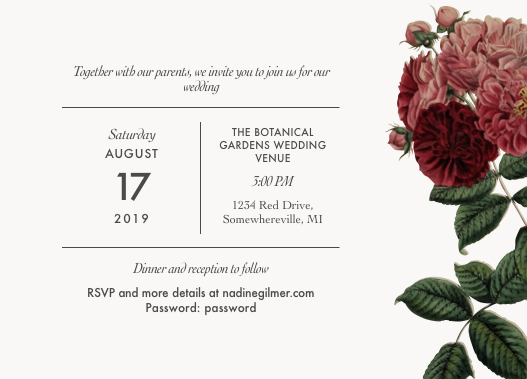 Together with our parents, we invite you to join us for our
wedding
Saturday
AUGUST
17
2019
THE BOTANICAL
GARDENS WEDDING
VENUE
3:00 PM
1234 Red Drive,
Somewhereville, MI
Dinner and reception to follow
RSVP and more details at nadinegilmer.com
Password: password